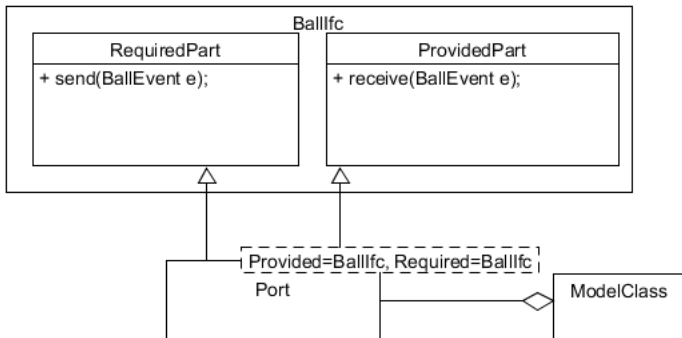 BallIfc
RequiredPart
ProvidedPart
+ send(BallEvent e);
+ receive(BallEvent e);
Provided=BallIfc, Required=BallIfc
Port
ModelClass